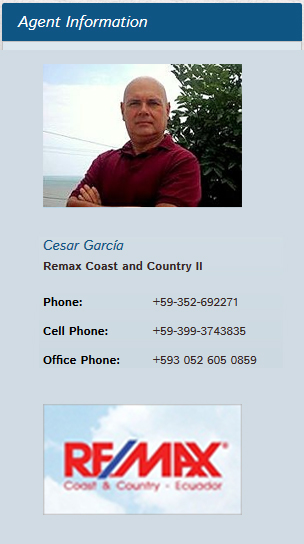 Agent Information
Cesar García
Remax Coast and Country II
Phone: +59-352-692271
Cell Phone: +59-399-3743835
Office Phone: +593 052 605 0859
RE/MAX®
Coast & Country - Ecuador